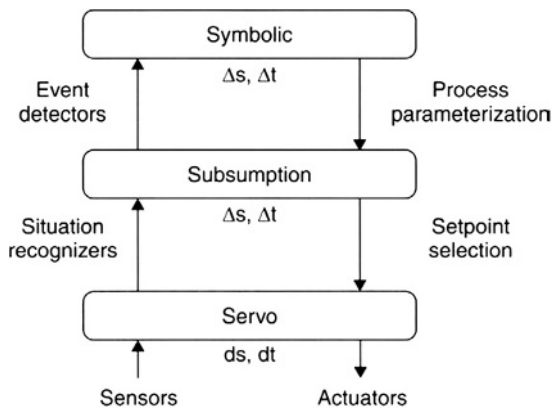 Symbolic
Δs, Δt
Event
detectors
Process
parameterization
Subsumption
Δs, Δt
Situation
recognizers
Setpoint
selection
Servo
ds, dt
Sensors
Actuators